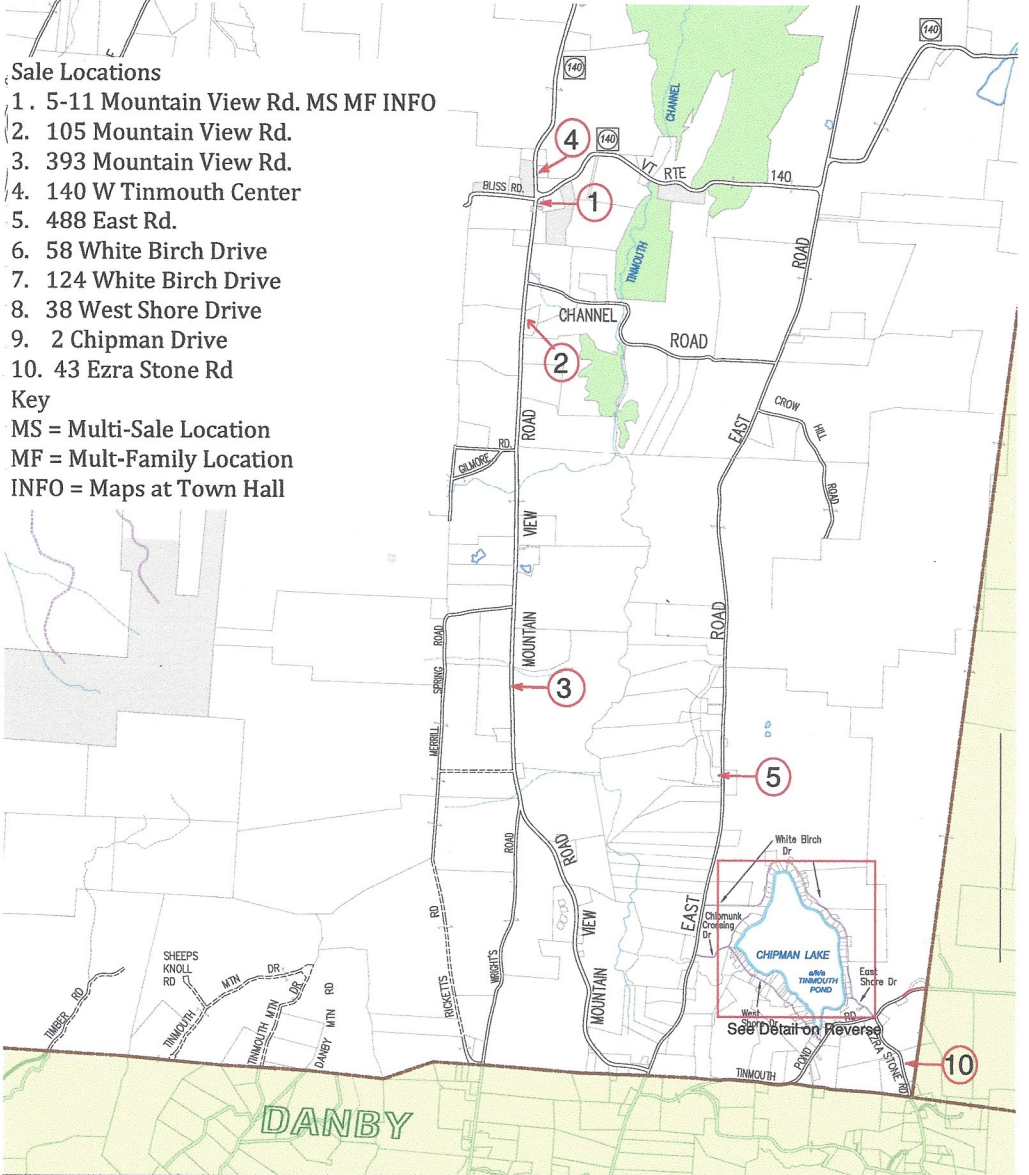 Sale Locations
1. 5-11 Mountain View Rd. MS MF INFO
2. 105 Mountain View Rd.
3. 393 Mountain View Rd.
4. 140 W Tinmouth Center
5. 488 East Rd.
6. 58 White Birch Drive
7. 124 White Birch Drive
8. 38 West Shore Drive
9. 2 Chipman Drive
10. 43 Ezra Stone Rd
Key
MS = Multi-Sale Location
MF = Mult-Family Location
INFO = Maps at Town Hall
140
140
140
4
VT RTE 140
BLISS RD.
1
CHANNEL
TINMOUTH
CHANNEL ROAD
2
ROAD
EAST
CROW HILL ROAD
ROAD
GILMORE RD.
VIEW
MOUNTAIN
ROAD
MERRILL SPRING ROAD
3
5
White Birch
Dr
ROAD
ROAD
VIEW
MOUNTAIN
EAST
Chipmunk
Crossing
Dr
CHIPMAN LAKE
a/k/a
TINMOUTH
POND
East
Shore Dr
West
Shore Dr
See Detail on Reverse
SHEEPS
KNOLL
RD
TINMOUTH MTN DR
TINMOUTH MTN DR
TIMBER RD
DANBY MTN RD
RICKETTS RD
WRIGHT'S
TINMOUTH POND RD
EZRA STONE RD
10
DANBY